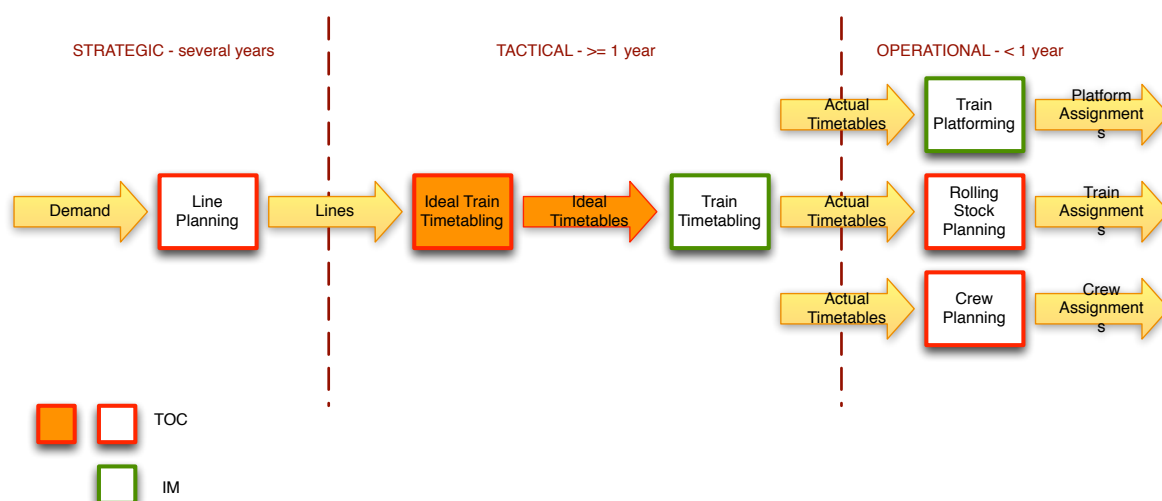 STRATEGIC - several years
TACTICAL - >= 1 year
OPERATIONAL - < 1 year
Actual
Timetables
Train
Platforming
Platform
Assignment
s
Demand
Line
Planning
Lines
Ideal Train
Timetabling
Ideal
Timetables
Train
Timetabling
Actual
Timetables
Rolling
Stock
Planning
Train
Assignment
s
Actual
Timetables
Crew
Planning
Crew
Assignment
s
TOC
IM